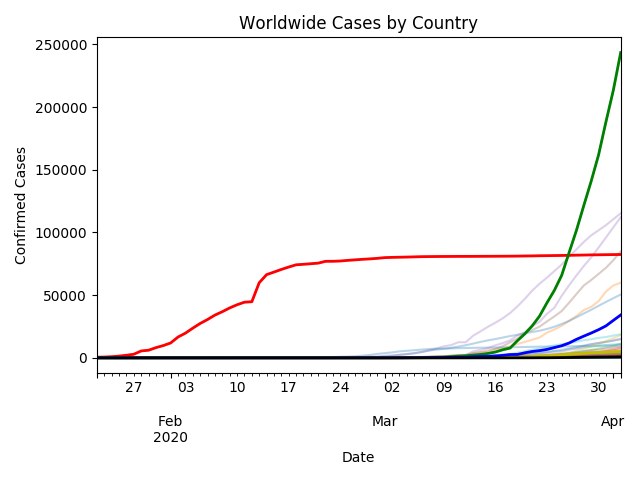 Worldwide Cases by Country
250000
200000
150000
100000
50000
0
Confirmed Cases
27 03 10 17 24 02 09 16 23 30
Feb Mar Apr
2020
Date